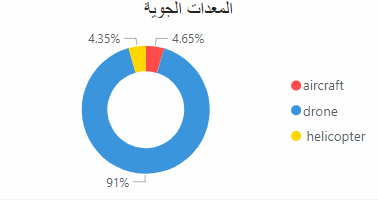 المعدات الجوية
4.35%
4.65%
aircraft
drone
helicopter
91%